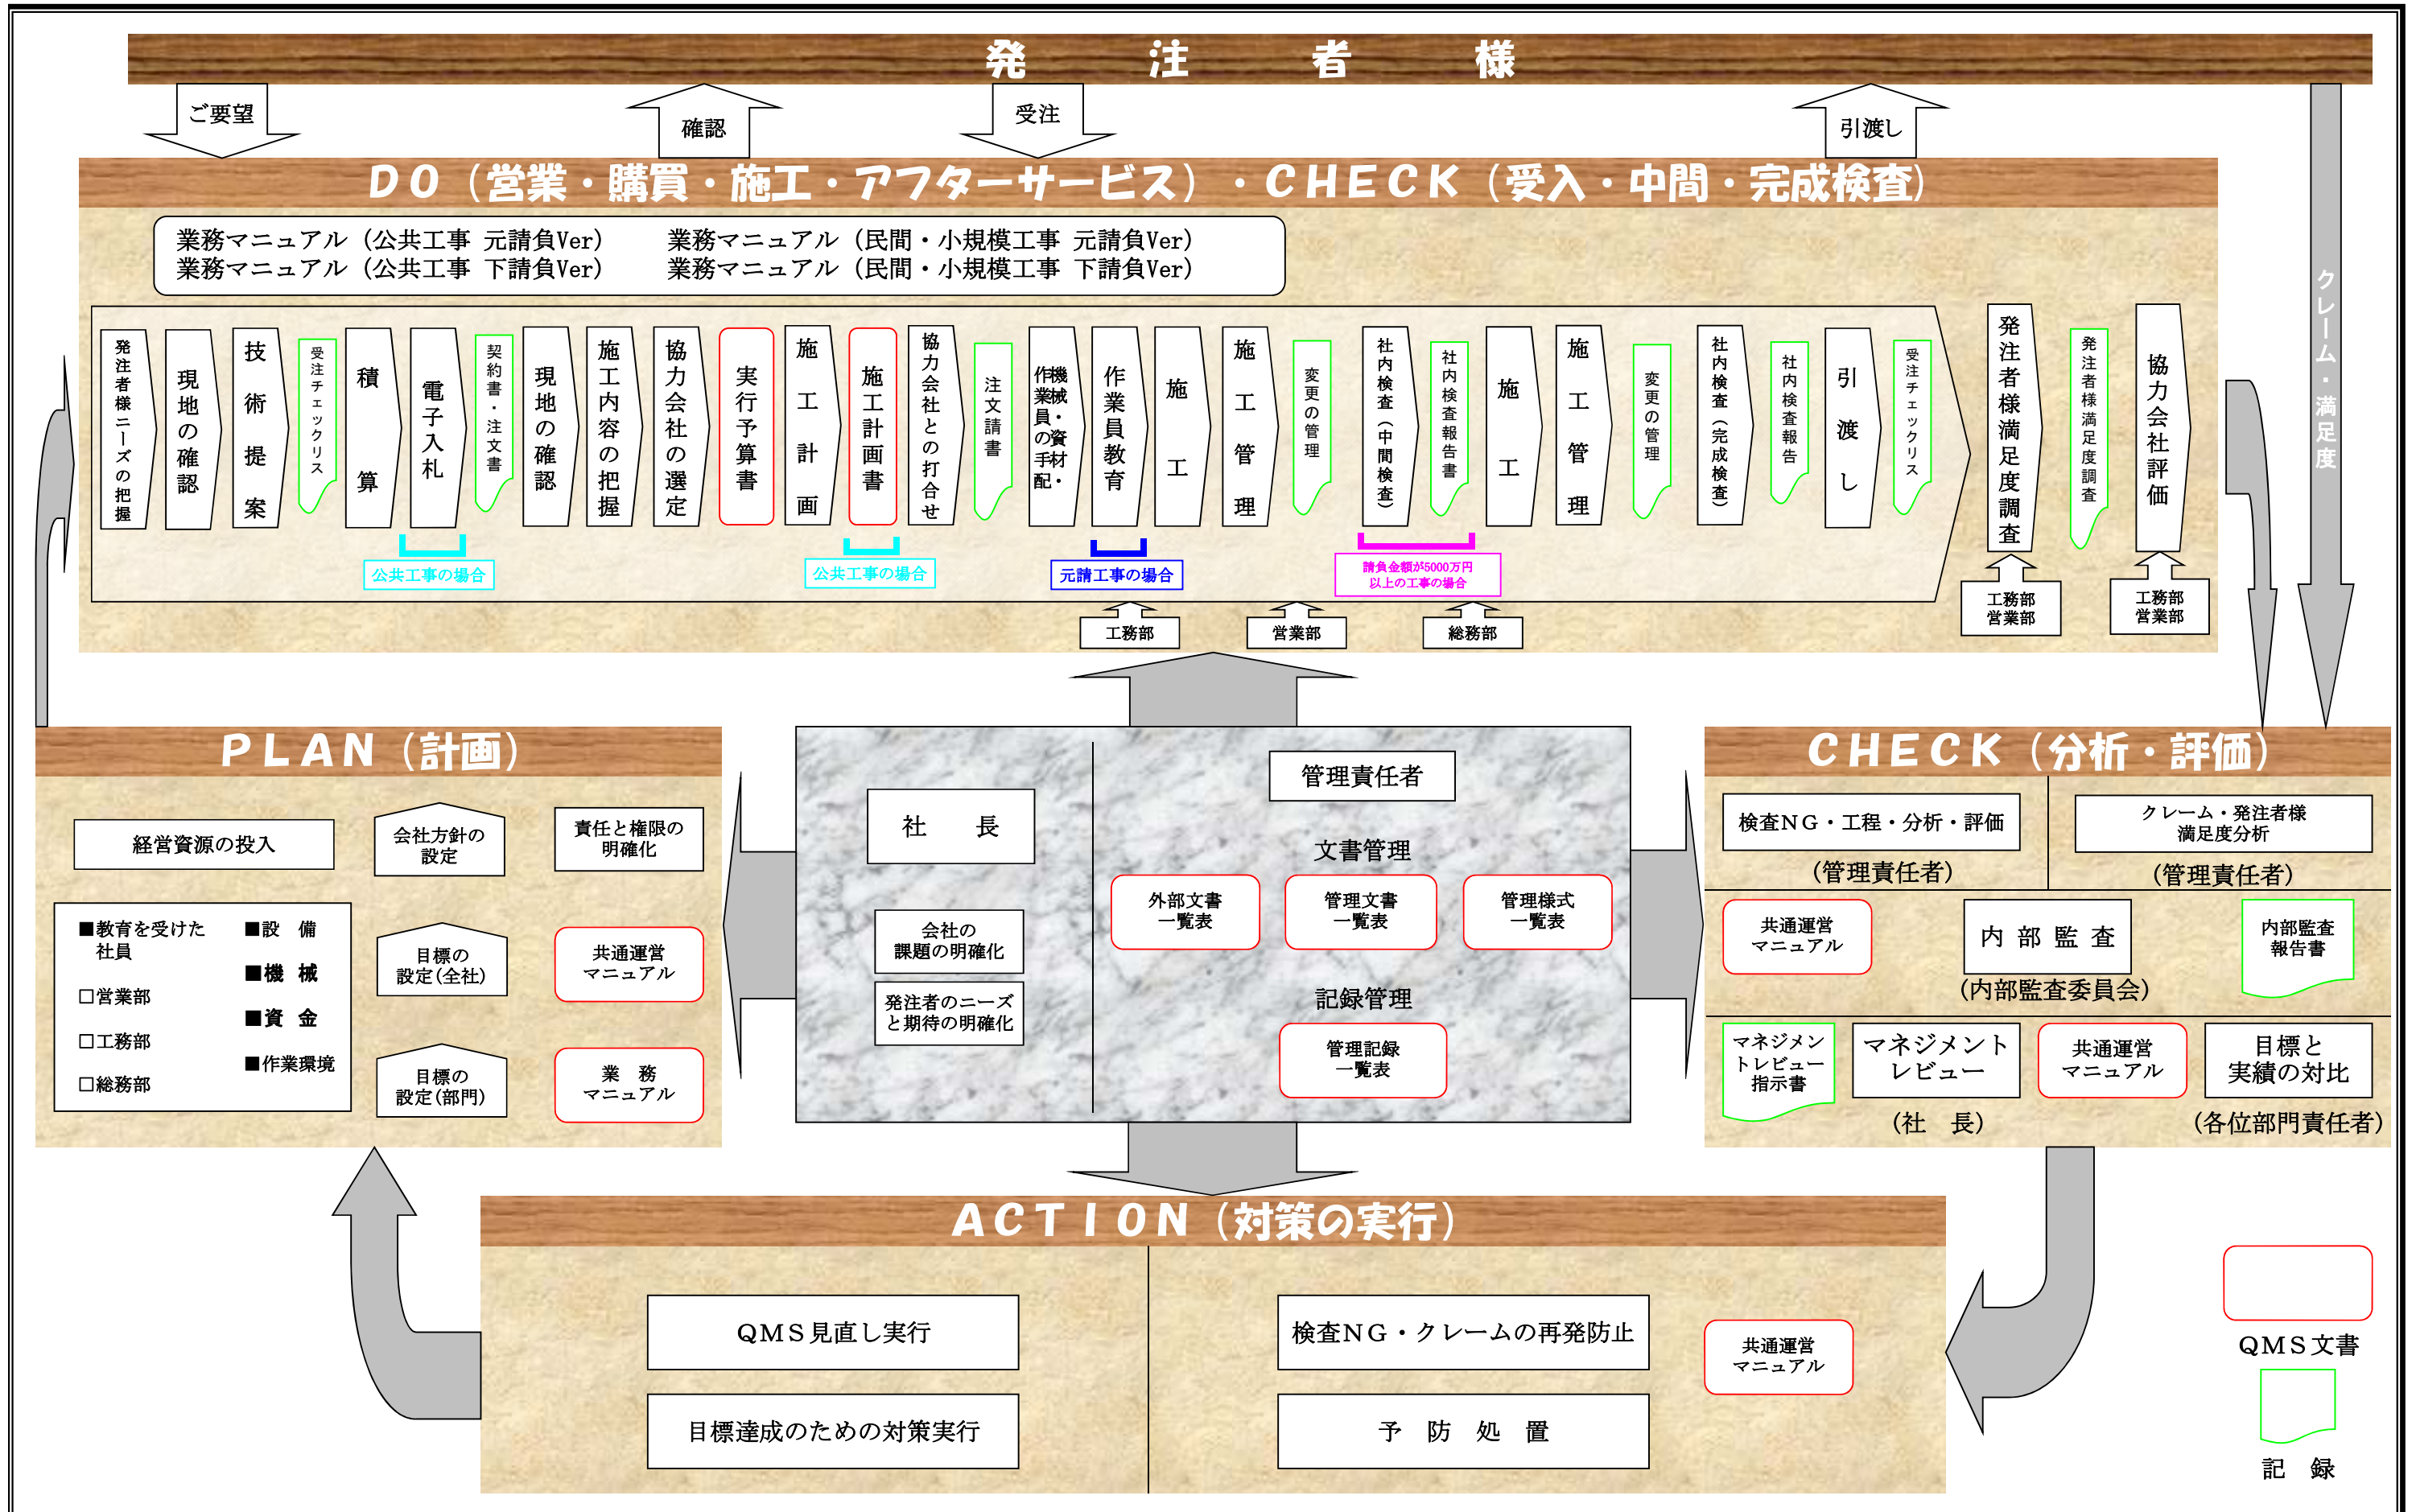 発注者様
ご要望
確認
受注
引渡し
クレーム・満足度
DO（営業・購買・施工・アフターサービス）・CHECK（受入・中間・完成検査）
業務マニュアル（公共工事 元請負Ver）
業務マニュアル（民間・小規模工事 元請負Ver）
業務マニュアル（公共工事 下請負Ver）
業務マニュアル（民間・小規模工事 下請負Ver）
発注者様ニーズの把握
現地の確認
技術提案
受注チェックリス
積算
電子入札
契約書・注文書
現地の確認
施工内容の把握
協力会社の選定
実行予算書
施工計画
施工計画書
協力会社との打合せ
注文請書
機械・資材・
作業員の手配
作業員教育
施工
施工管理
変更の管理
社内検査（中間検査）
社内検査報告書
施工
施工管理
変更の管理
社内検査（完成検査）
社内検査報告
引渡し
受注チェックリス
発注者様満足度調査
発注者様満足度調査
協力会社評価
公共工事の場合
公共工事の場合
元請工事の場合
請負金額が5000万円
以上の工事の場合
工務部
営業部
総務部
工務部
営業部
工務部
営業部
PLAN（計画）
経営資源の投入
会社方針の
設定
責任と権限の
明確化
■教育を受けた
社員
□営業部
□工務部
□総務部
■設 備
■機 械
■資 金
■作業環境
目標の
設定(全社)
共通運営
マニュアル
目標の
設定(部門)
業 務
マニュアル
社 長
会社の
課題の明確化
発注者のニーズ
と期待の明確化
管理責任者
文書管理
外部文書
一覧表
管理文書
一覧表
管理様式
一覧表
記録管理
管理記録
一覧表
CHECK（分析・評価）
検査NG・工程・分析・評価
(管理責任者)
クレーム・発注者様
満足度分析
(管理責任者)
共通運営
マニュアル
内部監査
(内部監査委員会)
内部監査
報告書
マネジメン
トレビュー
指示書
マネジメント
レビュー
(社 長)
共通運営
マニュアル
目標と
実績の対比
(各位部門責任者)
ACTION（対策の実行）
QMS見直し実行
目標達成のための対策実行
検査NG・クレームの再発防止
予 防 処 置
共通運営
マニュアル
QMS文書
記 録